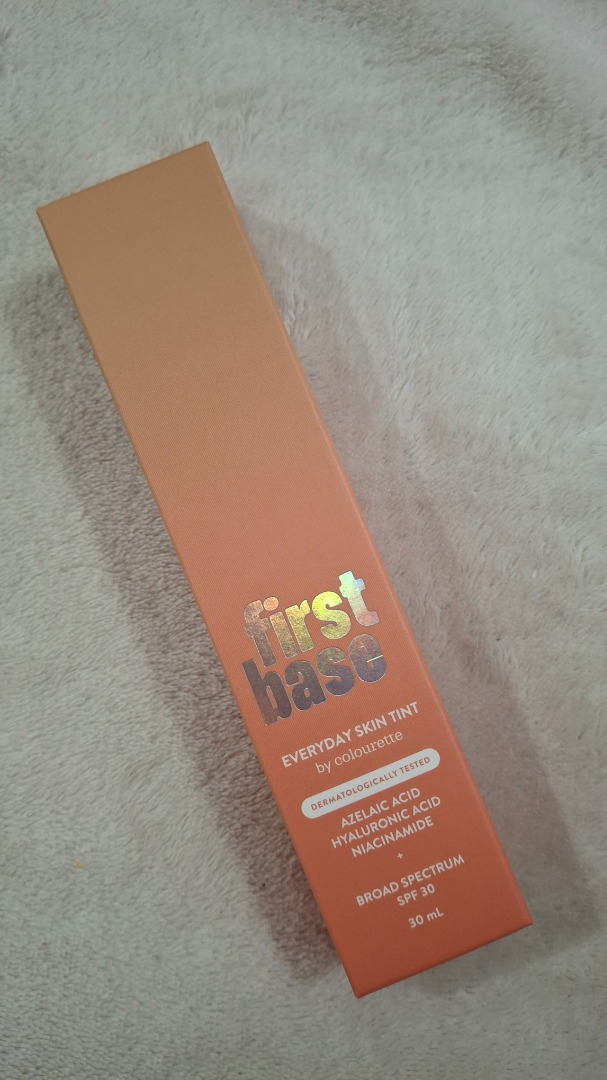 first
base
EVERYDAY SKIN TINT
by colourette
DERMATOLOGICALLY TESTED
AZELAIC ACID
HYALURONIC ACID
NIACINAMIDE
+
BROAD SPECTRUM
SPF 30
30 mL